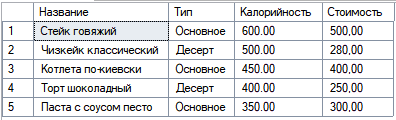 Название Тип Калорийность Стоимость
1 Стейк говяжий Основное 600.00 500,00
2 Чизкейк классический Десерт 500.00 280,00
3 Котлета по-киевски Основное 450.00 400,00
4 Торт шоколадный Десерт 400.00 250,00
5 Паста с соусом песто Основное 350.00 300,00